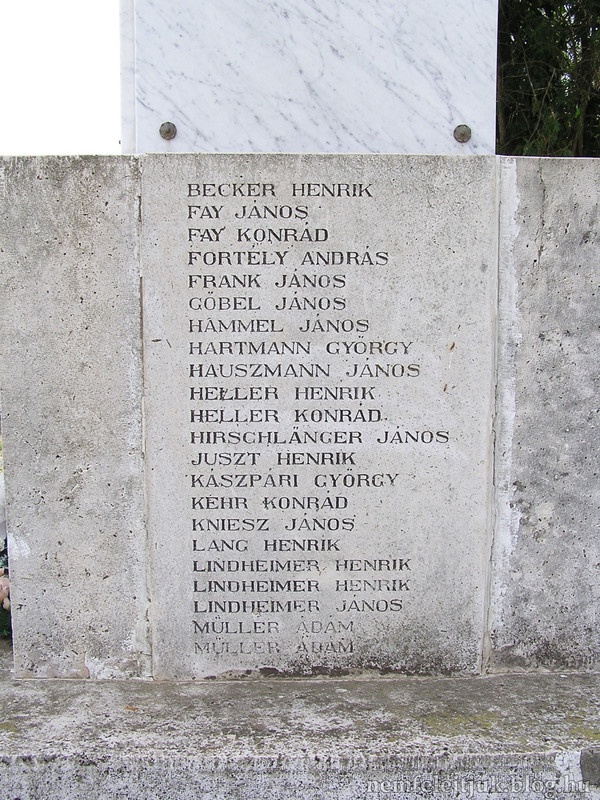 BECKER HENRIK
FAY JÁNOS
FAY KONRÁD
FORTÉLY ANDRÁS
FRANK JÁNOS
GÖBEL JÁNOS
HAMMEL JÁNOS
HARTMANN GYÖRGY
HAUSZMANN JÁNOS
HELLER HENRIK
HELLER KONRÁD
HIRSCHLÄNGER JÁNOS
JUSZT HENRIK
KASZPÁRI GYÖRGY
KEHR KONRÁD
KNIESZ JÁNOS
LANG HENRIK
LINDHEIMER HENRIK
LINDHEIMER HENRIK
LINDHEIMER JÁNOS
MÜLLER ÁDÁM
MÜLLER ÁDÁM
nemfelejtjuk.blog.hu